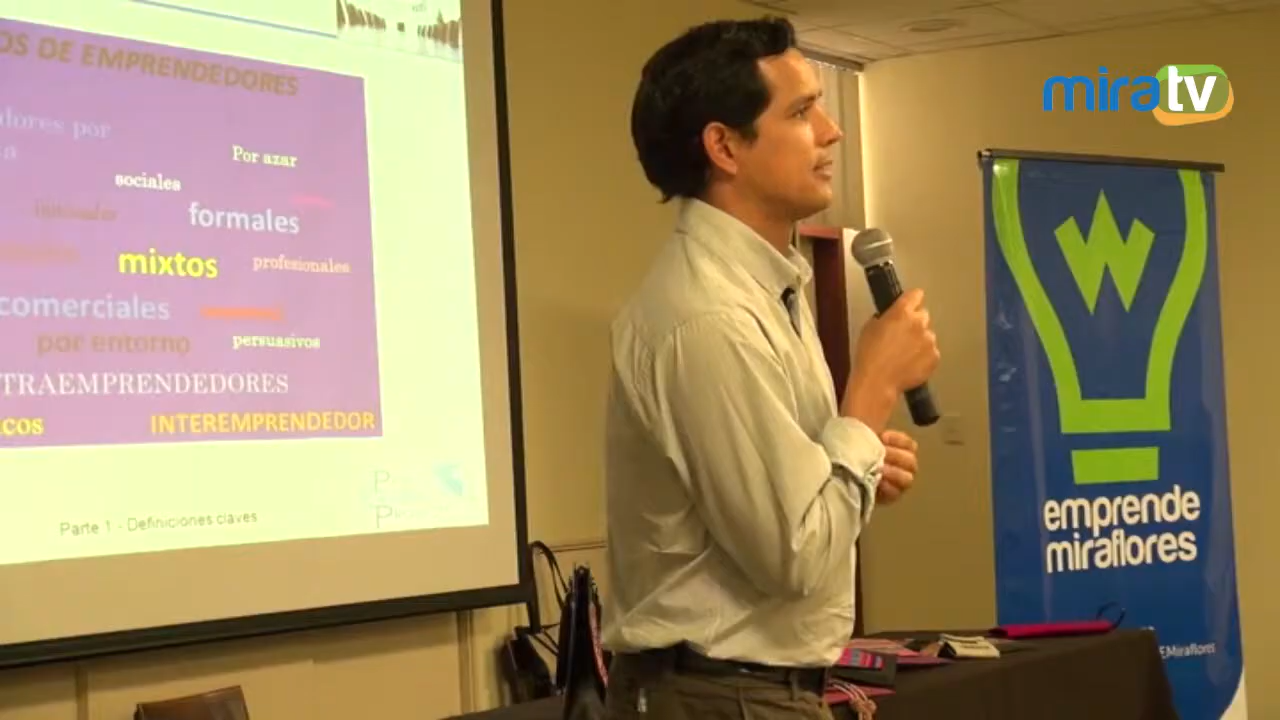 miratv
OS DE EMPRENDEDORES
dores por
Por azar
sociales
formales
mixtos
profesionales
comerciales
por entorno
persuasivos
TRAEMPRENDEDORES
COS
INTEREMPRENDEDOR
Parte 1 - Definiciones claves
emprende
miraflores
EMiraflores